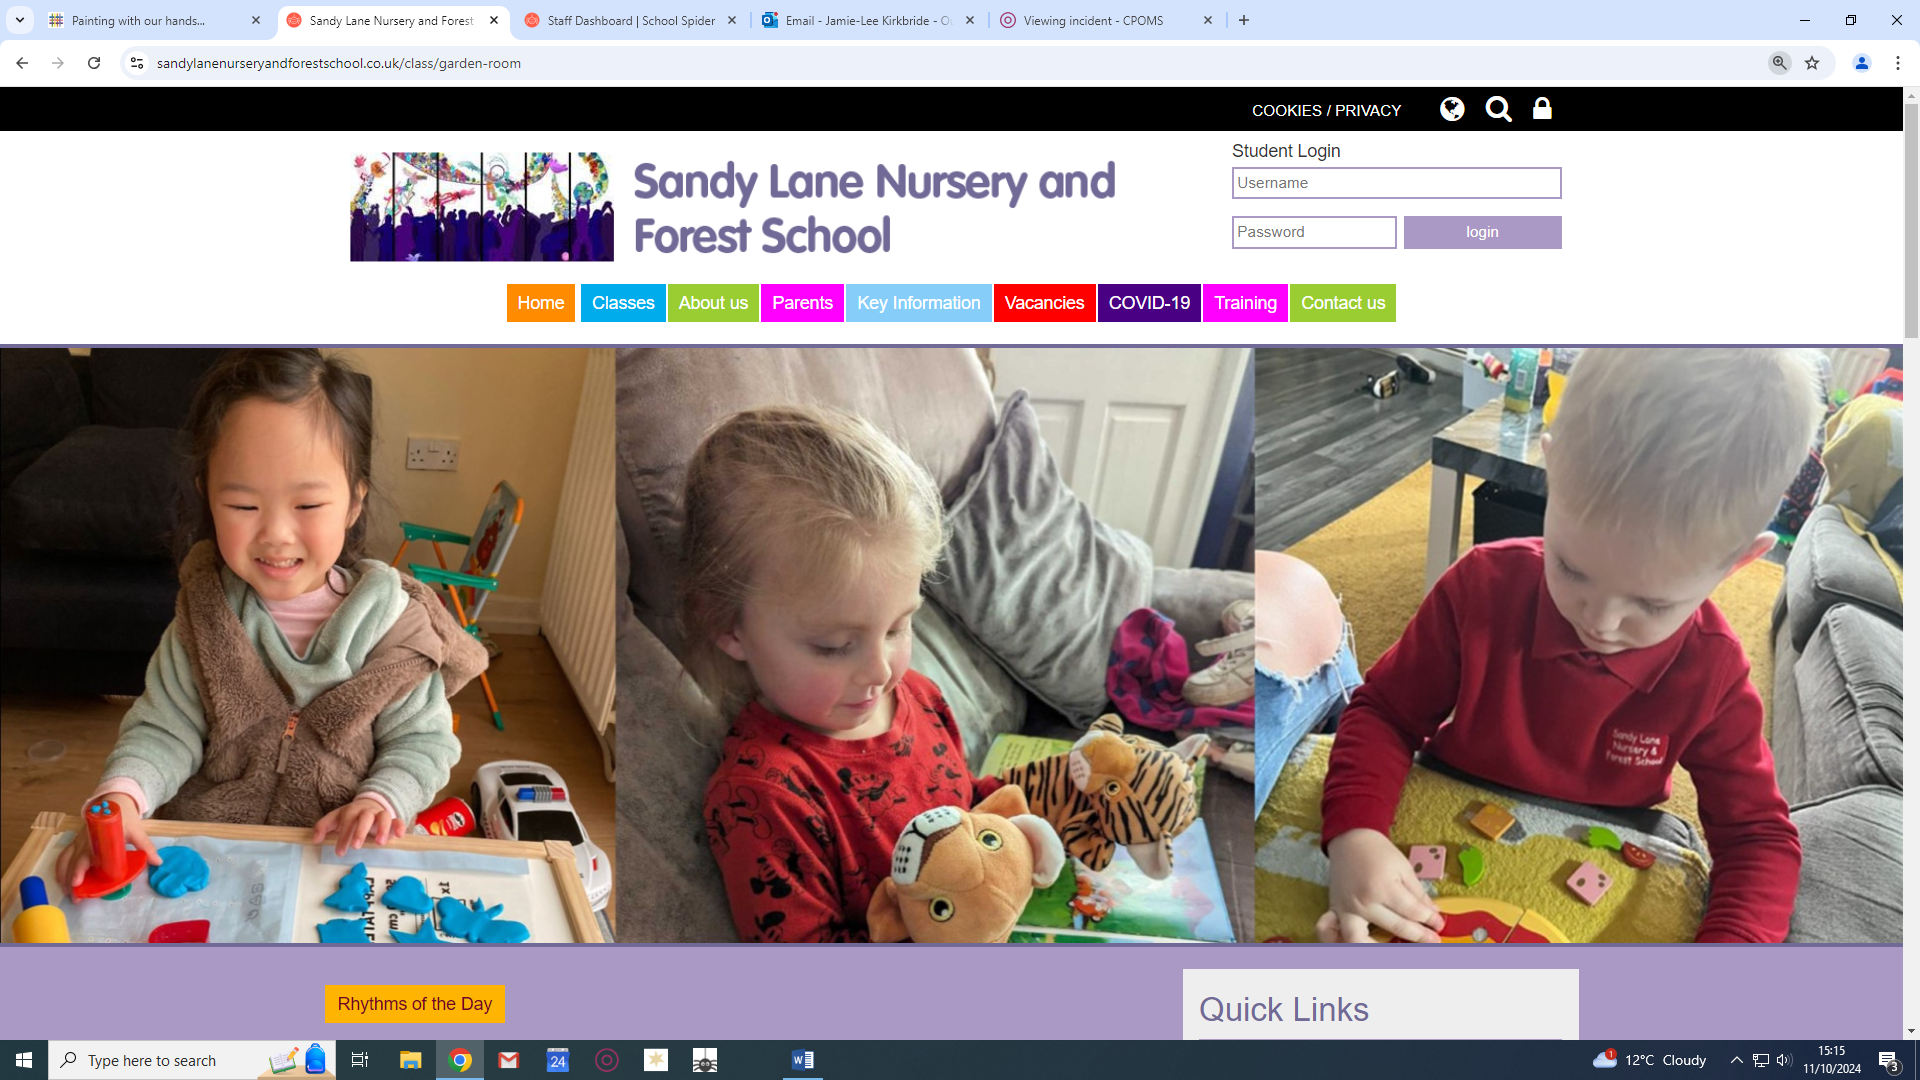 Painting with our hands...
Sandy Lane Nursery and Forest
Staff Dashboard | School Spider
Email - Jamie-Lee Kirkbride - O
Viewing incident - CPOMS
sandylanenurseryandforestschool.co.uk/class/garden-room
COOKIES / PRIVACY
Student Login
Username
Password
login
Sandy Lane Nursery and
Forest School
Home
Classes
About us
Parents
Key Information
Vacancies
COVID-19
Training
Contact us
Sandy Lane
Nursery &
Forest School
Rhythms of the Day
Quick Links
Type here to search
24
1
12°C Cloudy
15:15
11/10/2024
3